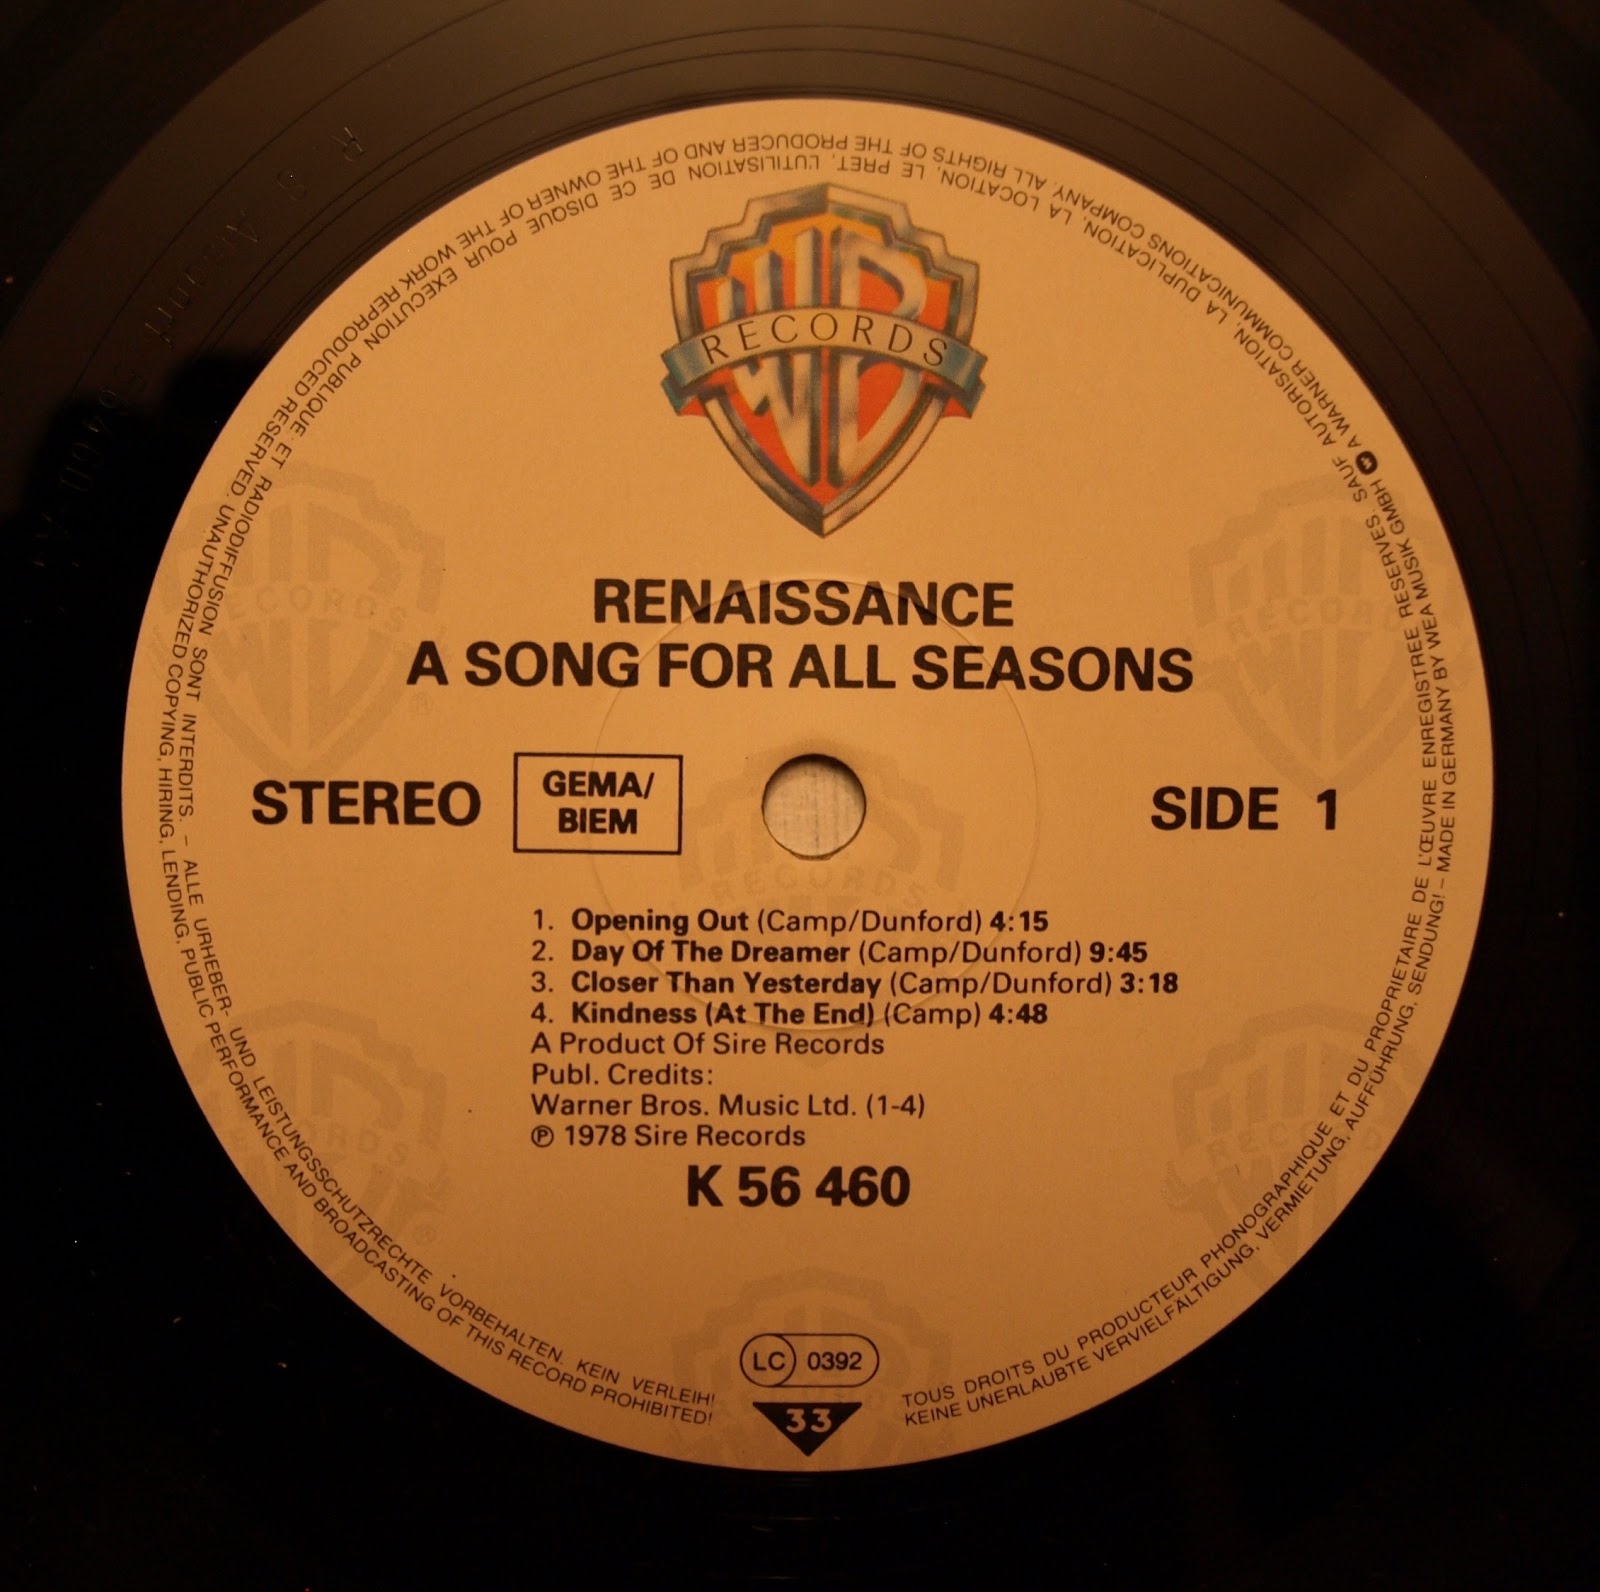 RECORDS
RENAISSANCE
A SONG FOR ALL SEASONS
STEREO
GEMA/
BIEM
SIDE 1
1. Opening Out (Camp/Dunford) 4:15
2. Day Of The Dreamer (Camp/Dunford) 9:45
3. Closer Than Yesterday (Camp/Dunford) 3:18
4. Kindness (At The End) (Camp) 4:48
A Product Of Sire Records
Publ. Credits:
Warner Bros. Music Ltd. (1-4)
℗ 1978 Sire Records
K 56 460
LC 0392
33
TOUS DROITS DU PRODUCTEUR PHONOGRAPHIQUE ET DU PROPRIETAIRE DE L'ŒUVRE ENREGISTREE RESERVES. SAUF AUTORISATION, LA DUPLICATION, LA LOCATION, LE PRET, L'UTILISATION DE CE DISQUE POUR EXECUTION PUBLIQUE ET RADIODIFFUSION SONT INTERDITS. – ALLE URHEBER- UND LEISTUNGSSCHUTZRECHTE VORBEHALTEN. KEIN VERLEIH!
KEINE UNERLAUBTE VERVIELFÄLTIGUNG, VERMIETUNG, AUFFÜHRUNG, SENDUNG! – MADE IN GERMANY BY WEA MUSIK GMBH A WARNER COMMUNICATIONS COMPANY. ALL RIGHTS OF THE PRODUCER AND OF THE OWNER OF THE WORK REPRODUCED RESERVED. UNAUTHORIZED COPYING, HIRING, LENDING, PUBLIC PERFORMANCE AND BROADCASTING OF THIS RECORD PROHIBITED!